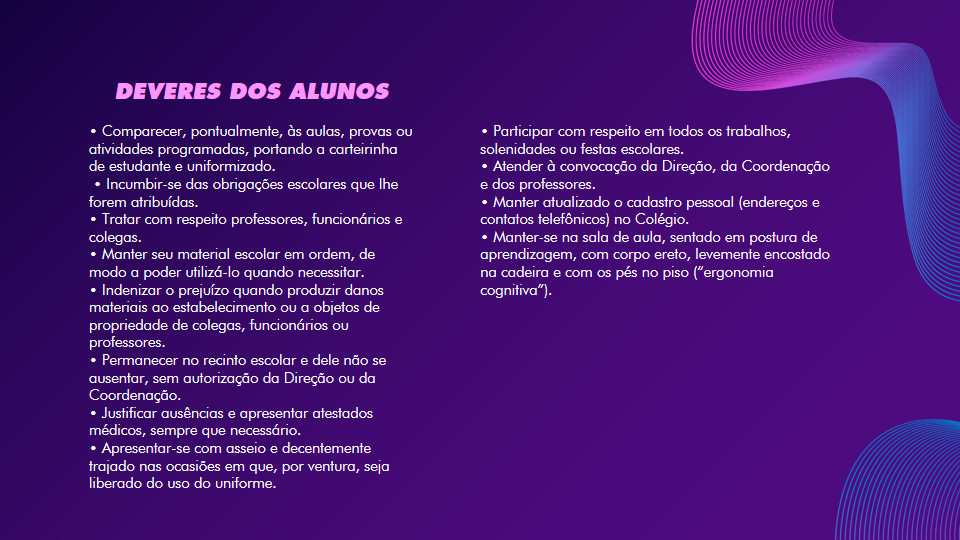 DEVERES DOS ALUNOS
• Comparecer, pontualmente, às aulas, provas ou
atividades programadas, portando a carteirinha
de estudante e uniformizado.
• Incumbir-se das obrigações escolares que lhe
forem atribuídas.
• Tratar com respeito professores, funcionários e
colegas.
• Manter seu material escolar em ordem, de
modo a poder utilizá-lo quando necessitar.
• Indenizar o prejuízo quando produzir danos
materiais ao estabelecimento ou a objetos de
propriedade de colegas, funcionários ou
professores.
• Permanecer no recinto escolar e dele não se
ausentar, sem autorização da Direção ou da
Coordenação.
• Justificar ausências e apresentar atestados
médicos, sempre que necessário.
• Apresentar-se com asseio e decentemente
trajado nas ocasiões em que, por ventura, seja
liberado do uso do uniforme.
• Participar com respeito em todos os trabalhos,
solenidades ou festas escolares.
• Atender à convocação da Direção, da Coordenação
e dos professores.
• Manter atualizado o cadastro pessoal (endereços e
contatos telefônicos) no Colégio.
• Manter-se na sala de aula, sentado em postura de
aprendizagem, com corpo ereto, levemente encostado
na cadeira e com os pés no piso (“ergonomia
cognitiva”).